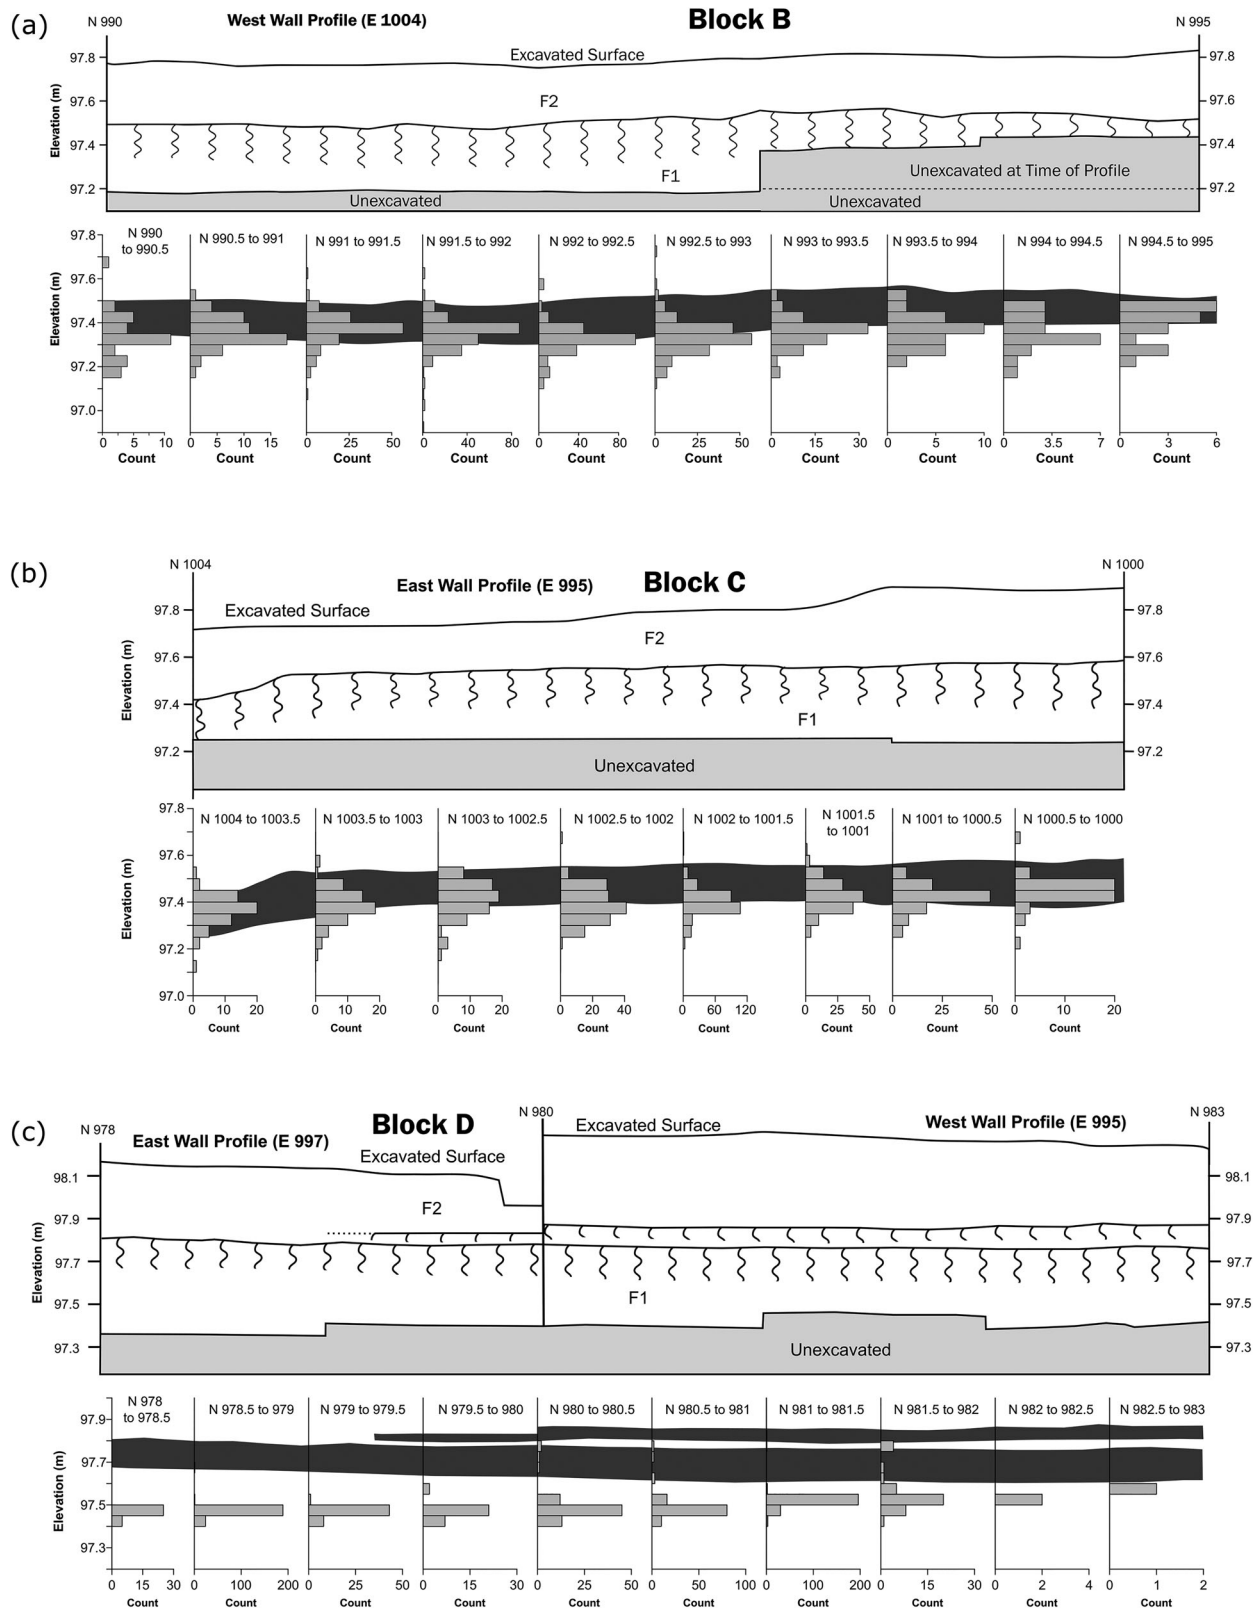 (a)
N 990
West Wall Profile (E 1004)
Block B
N 995
Excavated Surface
97.8
97.6
97.4
97.2
Elevation (m)
97.8
97.6
97.4
97.2
F2
F1
Unexcavated at Time of Profile
Unexcavated
Unexcavated
N 990
to 990.5
N 990.5 to 991
N 991 to 991.5
N 991.5 to 992
N 992 to 992.5
N 992.5 to 993
N 993 to 993.5
N 993.5 to 994
N 994 to 994.5
N 994.5 to 995
97.8
97.6
97.4
97.2
97.0
Elevation (m)
0 5 10
0 5 10 15
0 25 50
0 40 80
0 40 80
0 25 50
0 15 30
0 5 10
0 3.5 7
0 3 6
Count Count Count Count Count Count Count Count Count Count
(b)
N 1004
East Wall Profile (E 995)
Block C
N 1000
Excavated Surface
97.8
97.6
97.4
97.2
Elevation (m)
97.8
97.6
97.4
97.2
F2
F1
Unexcavated
N 1004 to 1003.5
N 1003.5 to 1003
N 1003 to 1002.5
N 1002.5 to 1002
N 1002 to 1001.5
N 1001.5
to 1001
N 1001 to 1000.5
N 1000.5 to 1000
97.8
97.6
97.4
97.2
97.0
Elevation (m)
0 10 20
0 10 20
0 10 20
0 20 40
0 60 120
0 25 50
0 25 50
0 10 20
Count Count Count Count Count Count Count Count
(c)
N 978
East Wall Profile (E 997)
Block D
N 980
Excavated Surface
West Wall Profile (E 995)
N 983
Excavated Surface
98.1
97.9
97.7
97.5
97.3
Elevation (m)
98.1
97.9
97.7
97.5
97.3
F2
F1
Unexcavated
N 978
to 978.5
N 978.5 to 979
N 979 to 979.5
N 979.5 to 980
N 980 to 980.5
N 980.5 to 981
N 981 to 981.5
N 981.5 to 982
N 982 to 982.5
N 982.5 to 983
97.9
97.7
97.5
97.3
Elevation (m)
0 15 30
0 100 200
0 25 50
0 15 30
0 25 50
0 50 100
0 100 200
0 15 30
0 2 4
0 1 2
Count Count Count Count Count Count Count Count Count Count